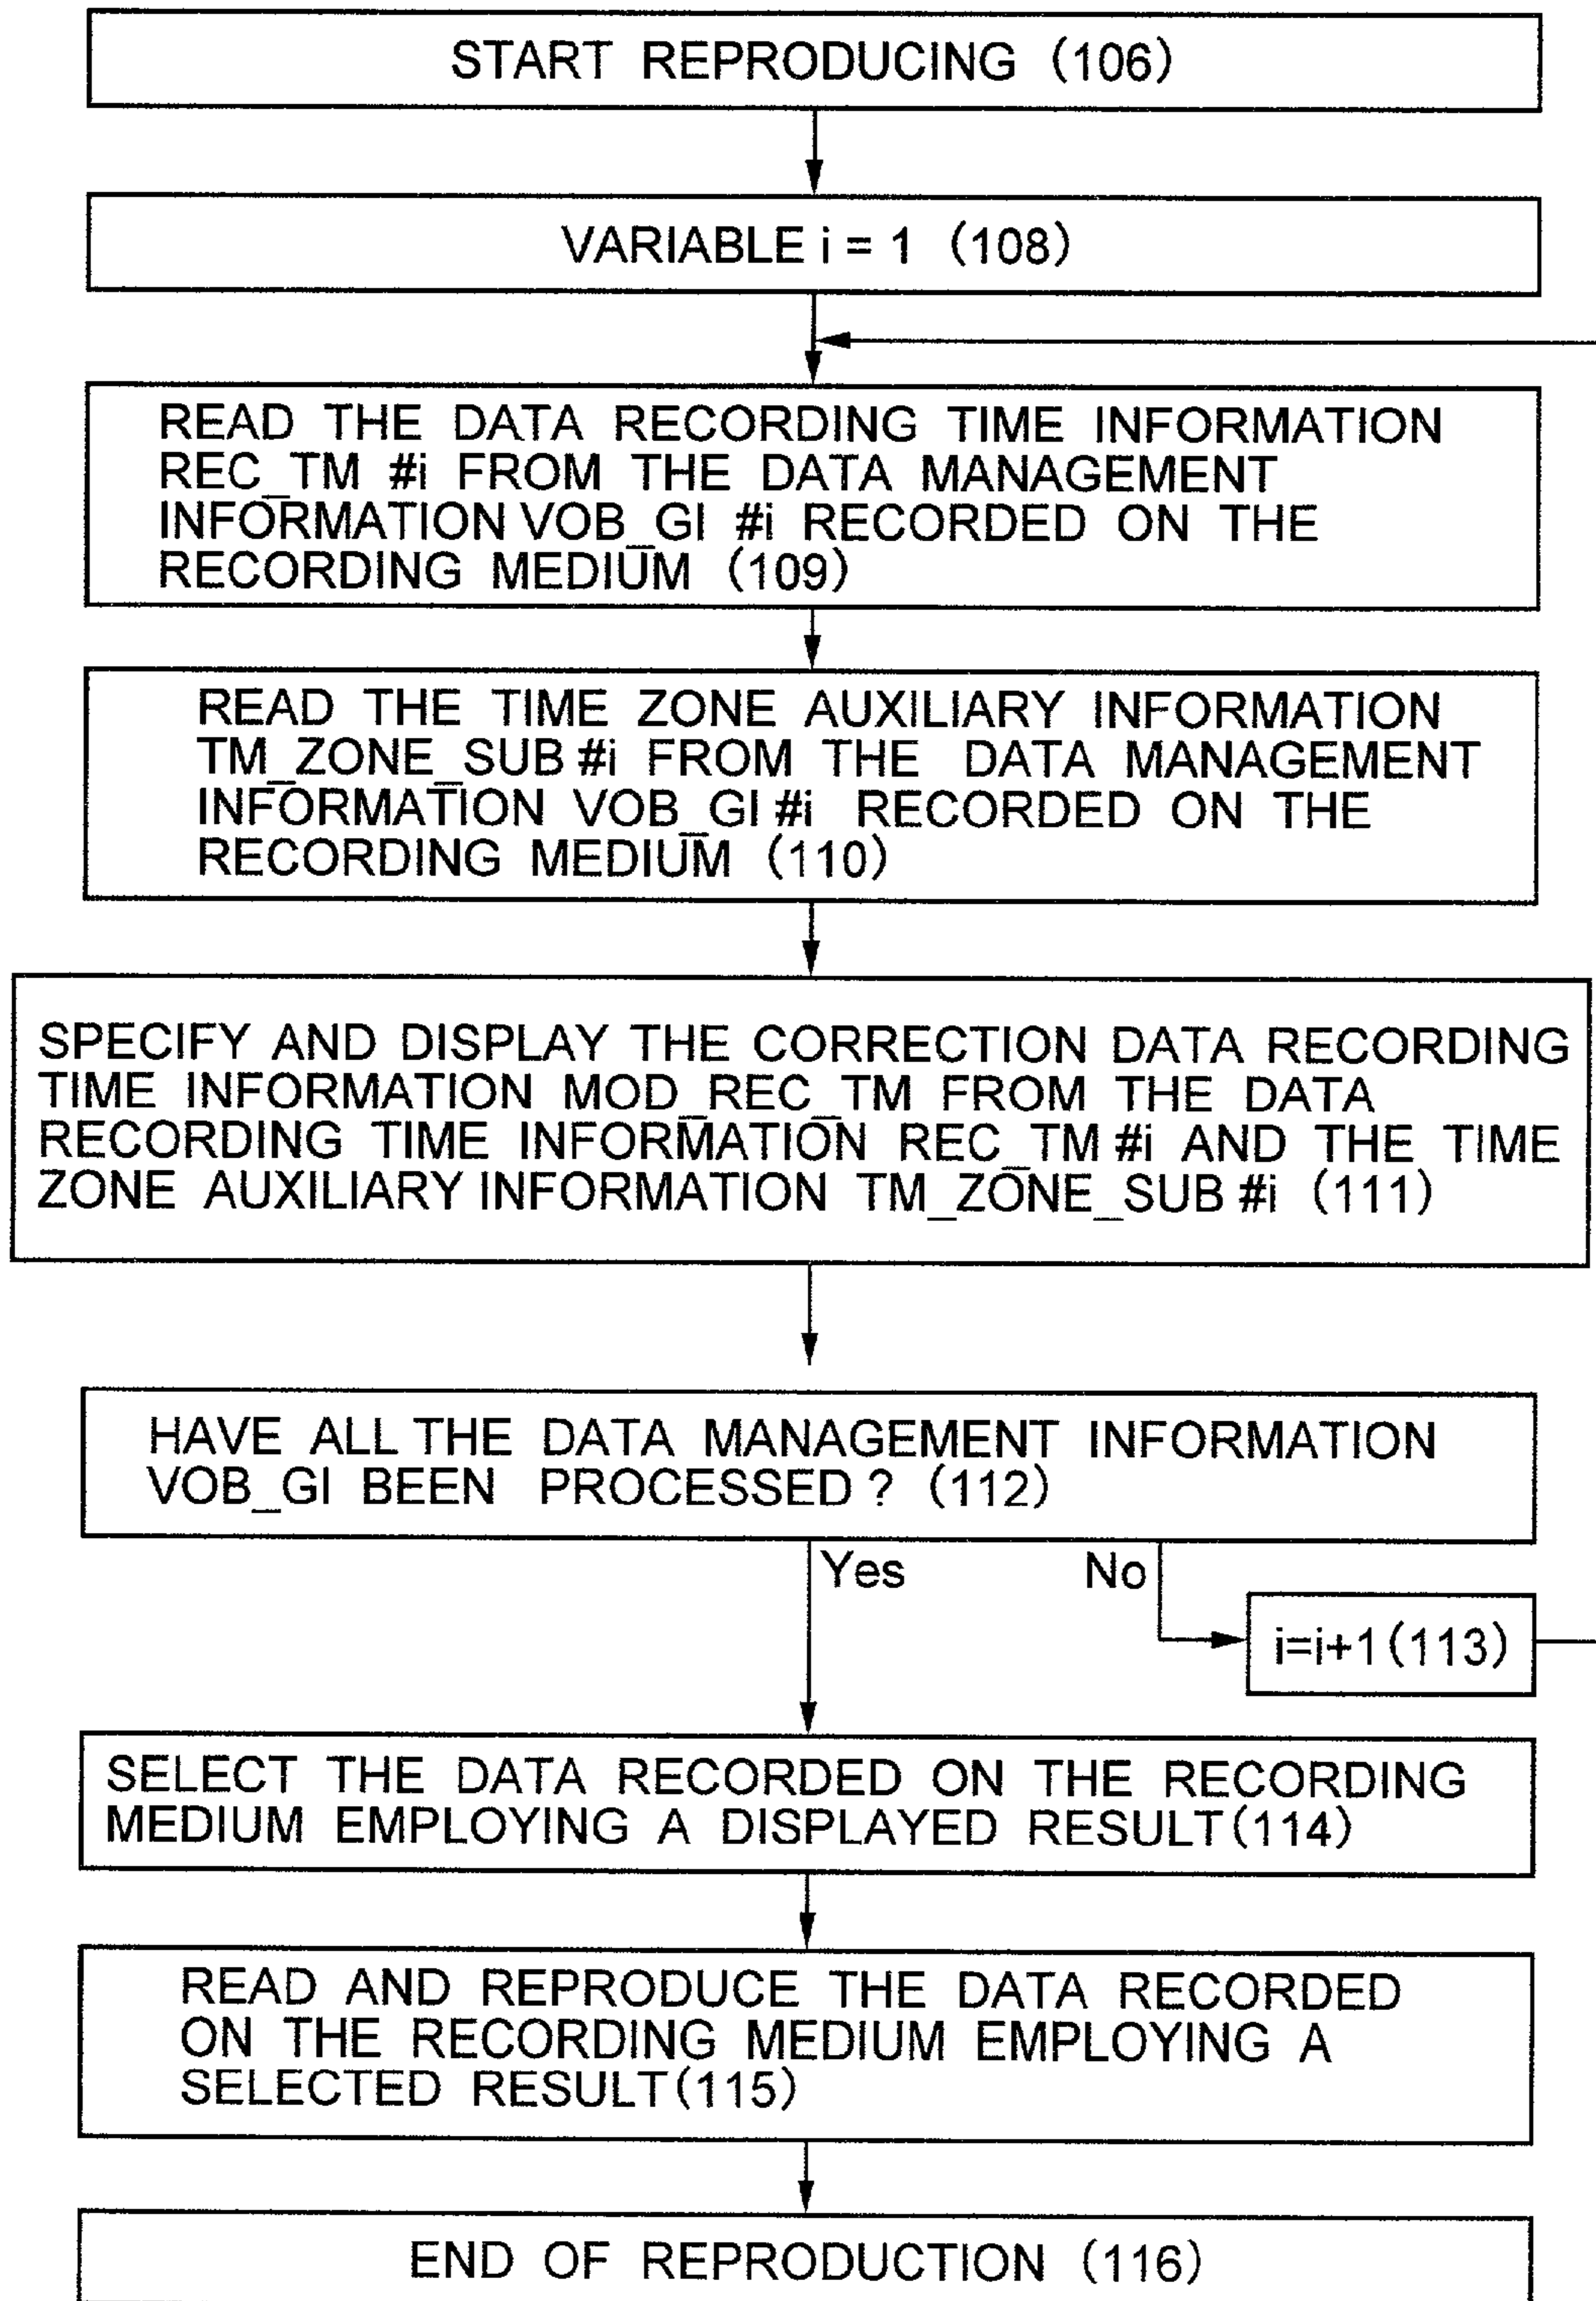 START REPRODUCING (106)
VARIABLE i = 1 (108)
READ THE DATA RECORDING TIME INFORMATION
REC_TM #i FROM THE DATA MANAGEMENT
INFORMATION VOB_GI #i RECORDED ON THE
RECORDING MEDIUM (109)
READ THE TIME ZONE AUXILIARY INFORMATION
TM_ZONE_SUB #i FROM THE DATA MANAGEMENT
INFORMATION VOB_GI #i RECORDED ON THE
RECORDING MEDIUM (110)
SPECIFY AND DISPLAY THE CORRECTION DATA RECORDING
TIME INFORMATION MOD_REC_TM FROM THE DATA
RECORDING TIME INFORMATION REC_TM #i AND THE TIME
ZONE AUXILIARY INFORMATION TM_ZONE_SUB #i (111)
HAVE ALL THE DATA MANAGEMENT INFORMATION
VOB_GI BEEN PROCESSED ? (112)
Yes No
i=i+1(113)
SELECT THE DATA RECORDED ON THE RECORDING
MEDIUM EMPLOYING A DISPLAYED RESULT(114)
READ AND REPRODUCE THE DATA RECORDED
ON THE RECORDING MEDIUM EMPLOYING A
SELECTED RESULT(115)
END OF REPRODUCTION (116)